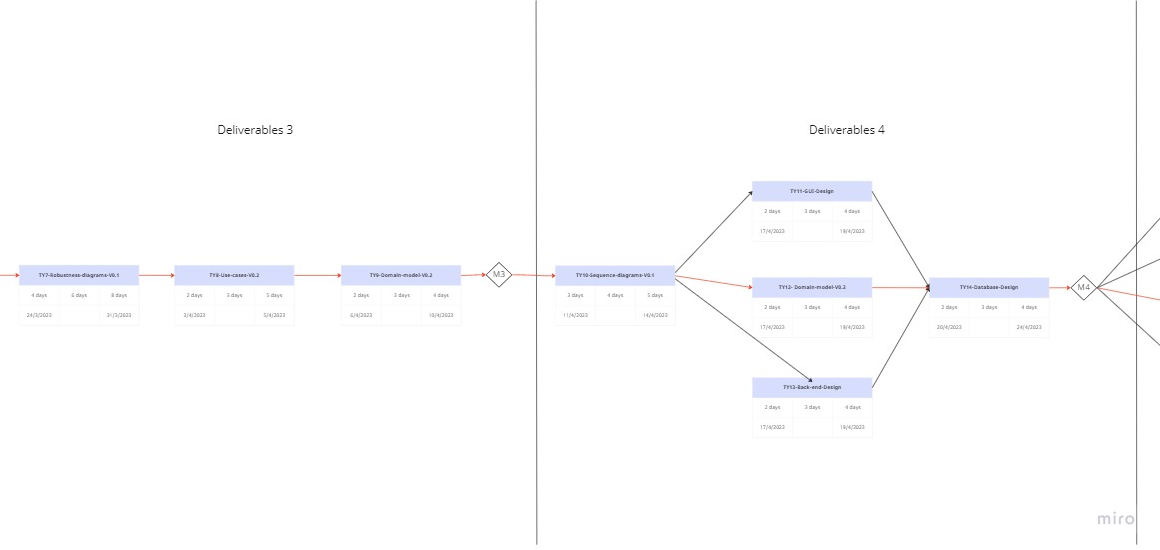 Deliverables 3
TY7-Robustness-diagrams-V0.1
4 days 6 days 8 days
24/3/2023 31/3/2023
TY8-Use-cases-V0.2
2 days 3 days 5 days
3/4/2023 5/4/2023
TY9-Domain-model-V0.2
2 days 3 days 4 days
6/4/2023 10/4/2023
M3
Deliverables 4
TY10-Sequence-diagrams-V0.1
3 days 4 days 5 days
11/4/2023 14/4/2023
TY11-GUI-Design
2 days 3 days 4 days
17/4/2023 19/4/2023
TY12- Domain-model-V0.3
2 days 3 days 4 days
17/4/2023 19/4/2023
TY13-Back-end-Design
2 days 3 days 4 days
17/4/2023 19/4/2023
TY14-Database-Design
2 days 3 days 4 days
20/4/2023 24/4/2023
M4
miro